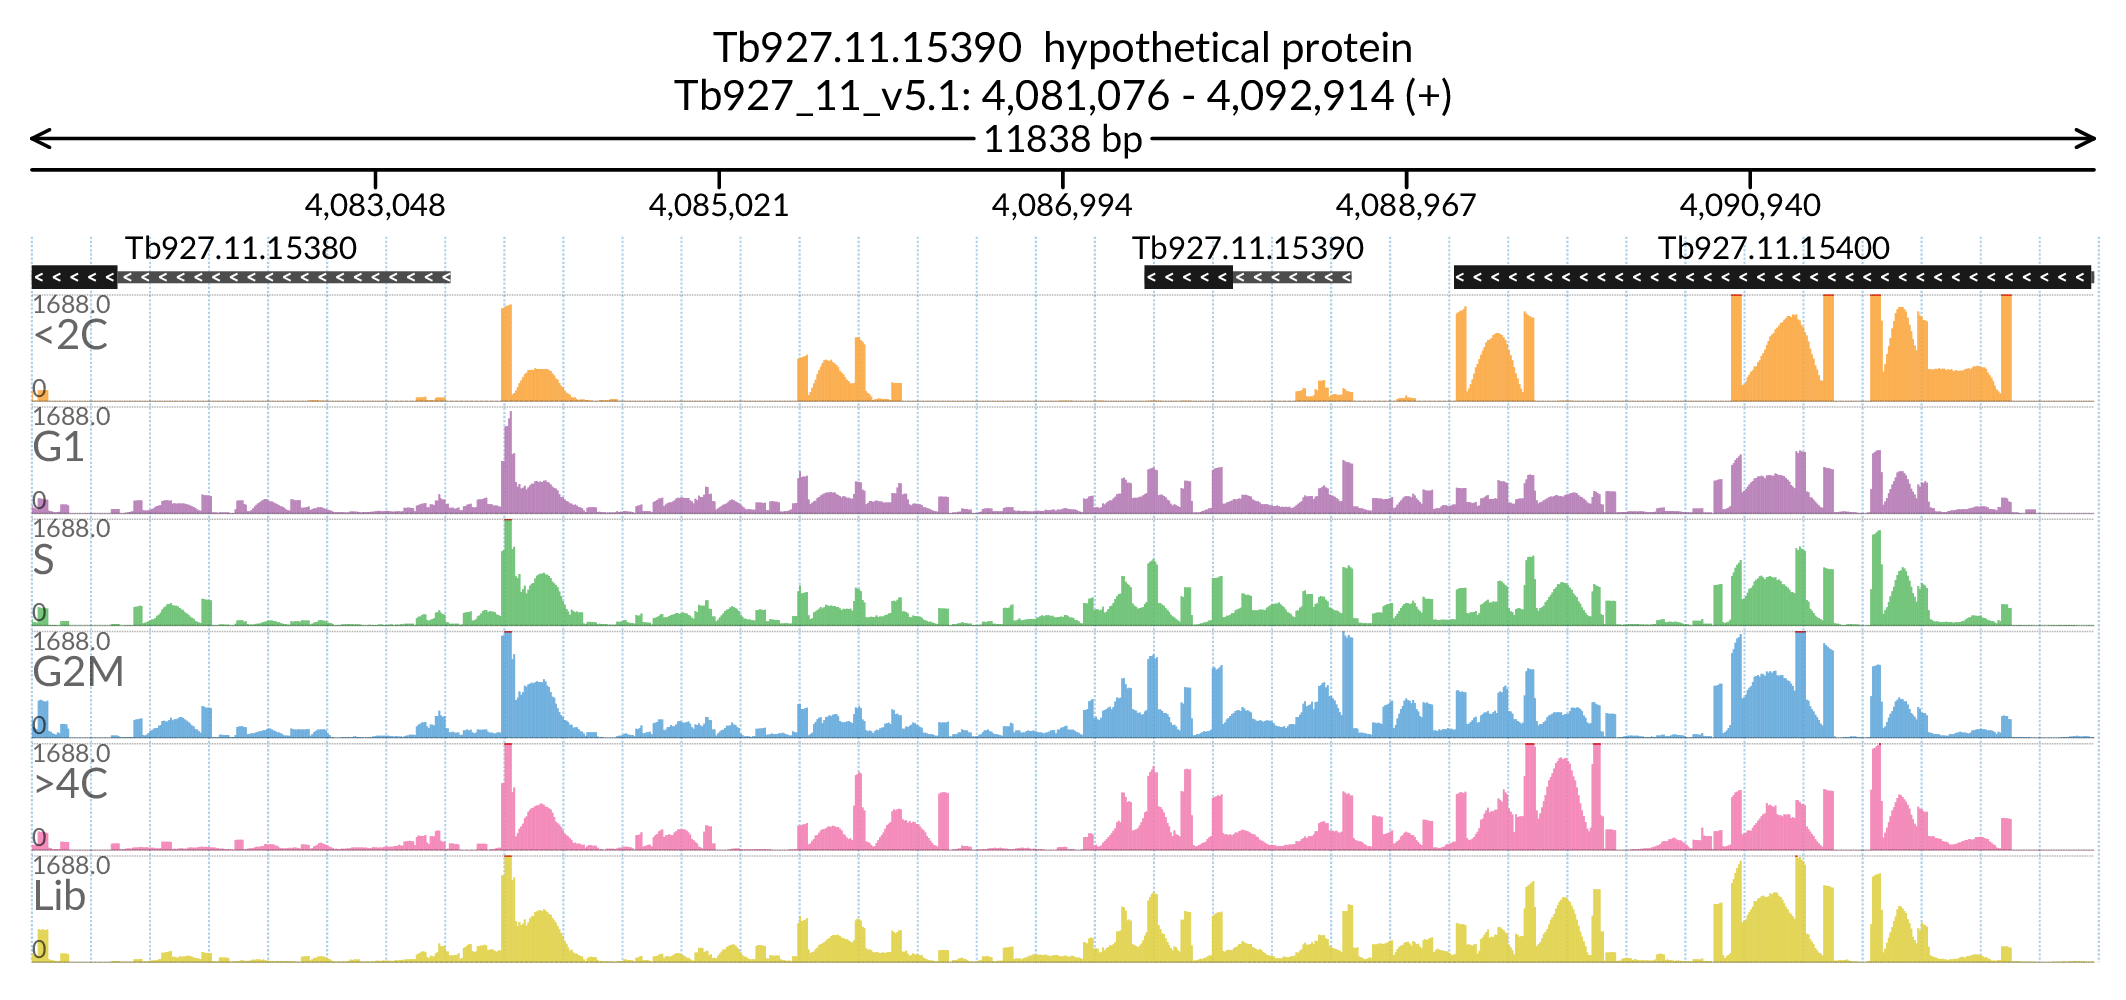 Tb927.11.15390 hypothetical protein
Tb927_11_v5.1: 4,081,076 - 4,092,914 (+)
11838 bp
4,083,048 4,085,021 4,086,994 4,088,967 4,090,940
Tb927.11.15380 Tb927.11.15390 Tb927.11.15400
1688.0
<2C
0
1688.0
G1
0
1688.0
S
0
1688.0
G2M
0
1688.0
>4C
0
1688.0
Lib
0